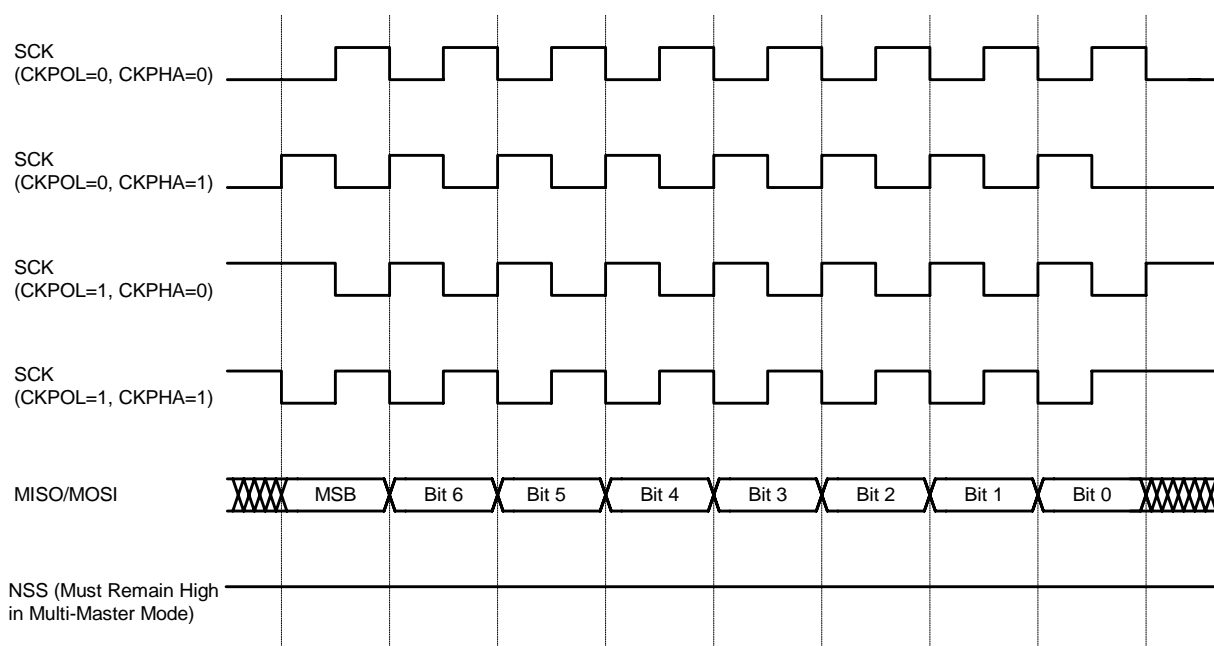 SCK
(CKPOL=0, CKPHA=0)
SCK
(CKPOL=0, CKPHA=1)
SCK
(CKPOL=1, CKPHA=0)
SCK
(CKPOL=1, CKPHA=1)
MISO/MOSI
MSB
Bit 6
Bit 5
Bit 4
Bit 3
Bit 2
Bit 1
Bit 0
NSS (Must Remain High
in Multi-Master Mode)